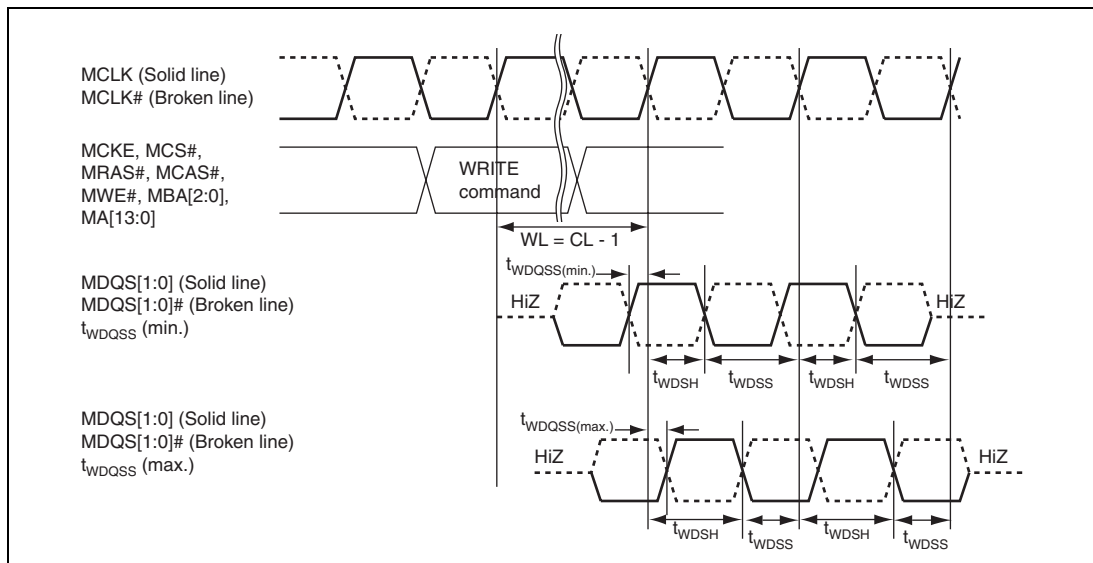 MCLK (Solid line)
MCLK# (Broken line)
MCKE, MCS#,
MRAS#, MCAS#,
MWE#, MBA[2:0],
MA[13:0]
WRITE
command
WL = CL - 1
MDQS[1:0] (Solid line)
MDQS[1:0]# (Broken line)
tWDQSS (min.)
tWDQSS(min.)
HiZ
HiZ
tWDSH
tWDSS
tWDSH
tWDSS
MDQS[1:0] (Solid line)
MDQS[1:0]# (Broken line)
tWDQSS (max.)
tWDQSS(max.)
HiZ
HiZ
tWDSH
tWDSS
tWDSH
tWDSS